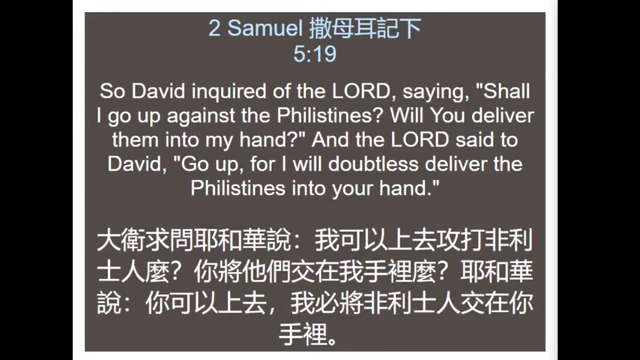 2 Samuel 撒母耳記下
5:19
So David inquired of the LORD, saying, "Shall
I go up against the Philistines? Will You deliver
them into my hand?" And the LORD said to
David, "Go up, for I will doubtless deliver the
Philistines into your hand."
大衛求問耶和華說：我可以上去攻打非利
士人麼？你將他們交在我手裡麼？耶和華
說：你可以上去，我必將非利士人交在你
手裡。